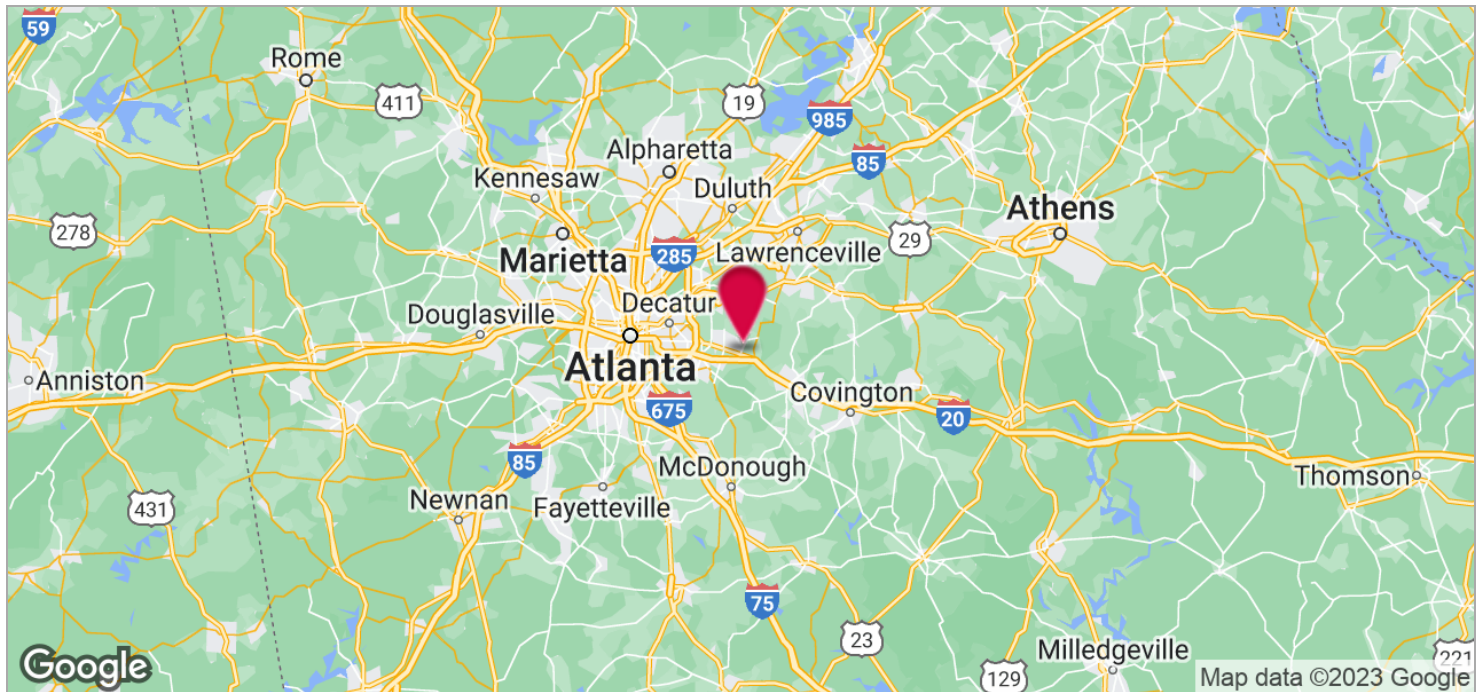 59
Rome
411
19
985
Alpharetta
85
Kennesaw
Duluth
278
Athens
29
Marietta
285
Lawrenceville
Decatur
Douglasville
Atlanta
Anniston
Covington
675
20
85
McDonough
Thomson
Newnan
Fayetteville
431
75
23
Milledgeville
221
Google
129
Map data ©2023 Google